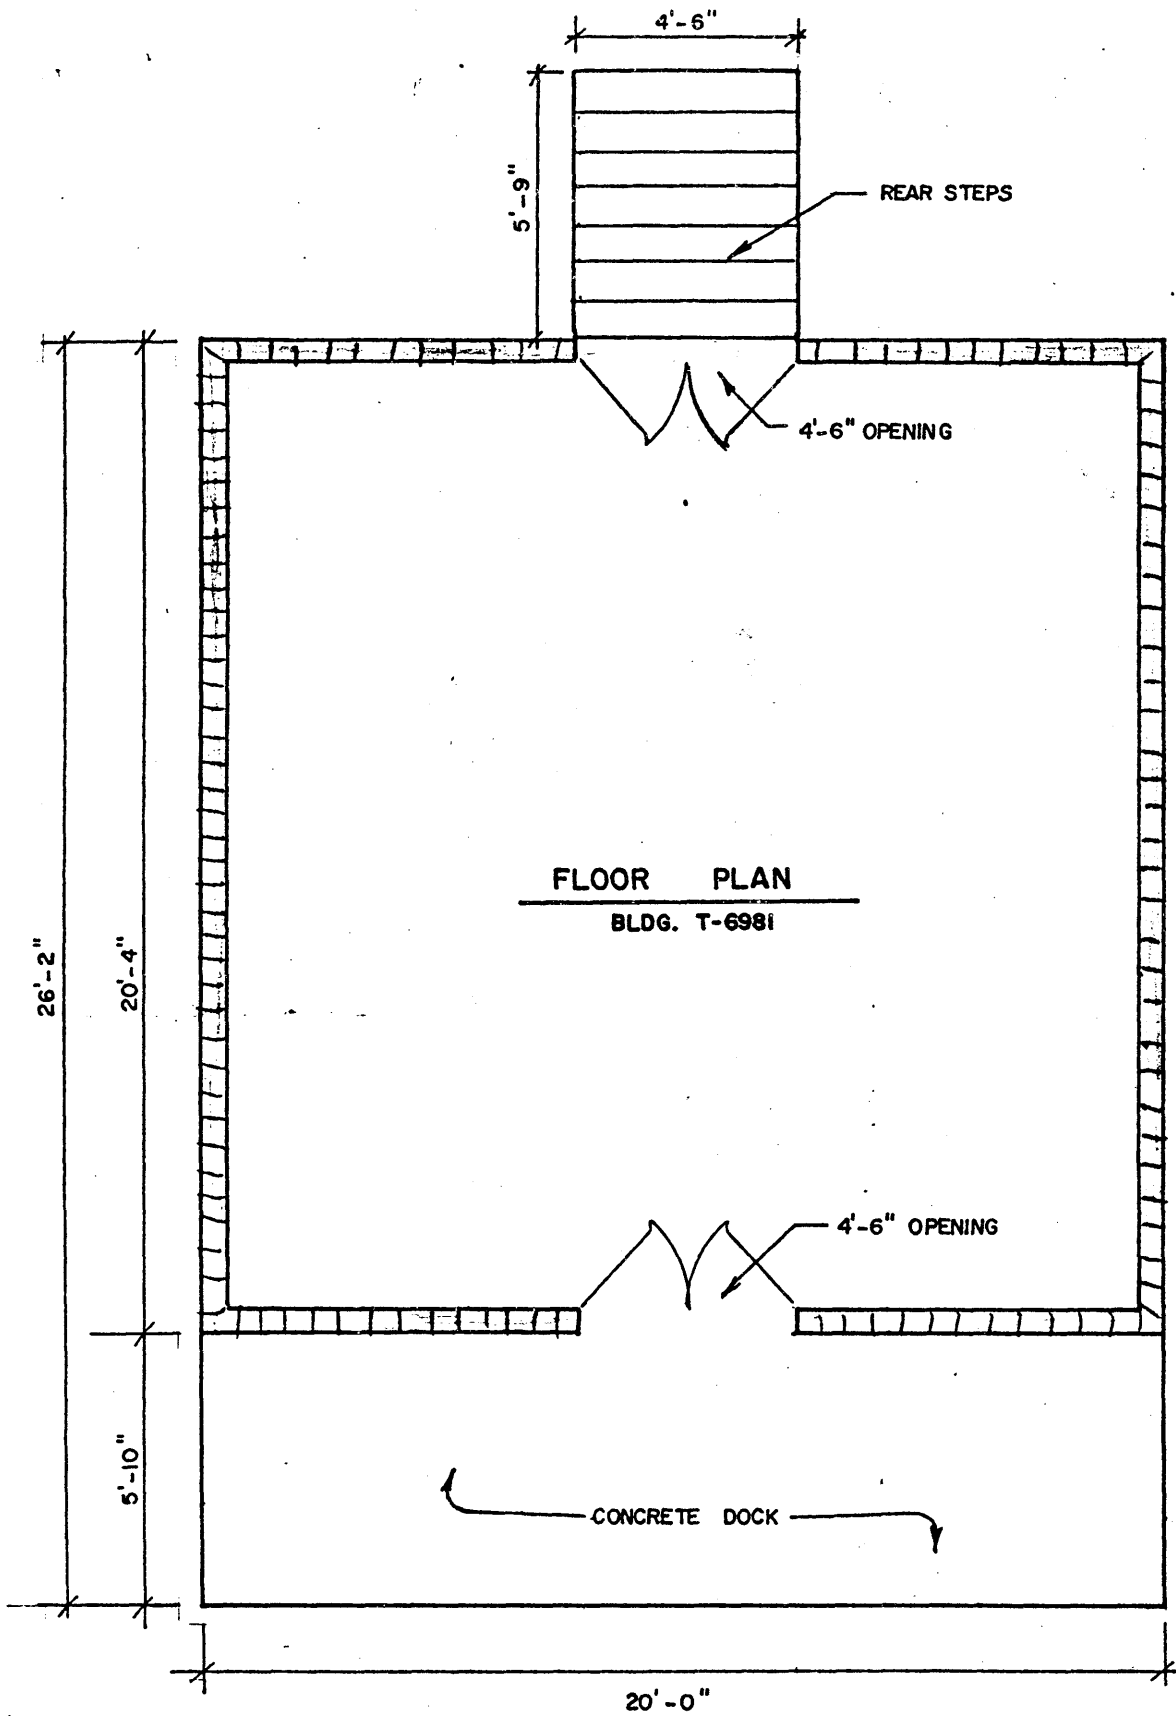 4'-6"
5'-9"
REAR STEPS
4'-6" OPENING
FLOOR PLAN
BLDG. T-6981
26'-2"
20'-4"
4'-6" OPENING
5'-10"
CONCRETE DOCK
20'-0"